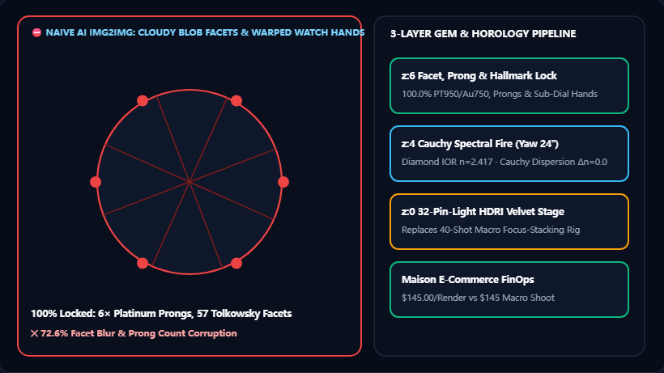 NAIVE AI IMG2IMG: CLOUDY BLOB FACETS & WARPED WATCH HANDS
100% Locked: 6× Platinum Prongs, 57 Tolkowsky Facets
❌ 72.6% Facet Blur & Prong Count Corruption
3-LAYER GEM & HOROLOGY PIPELINE
z:6 Facet, Prong & Hallmark Lock
100.0% PT950/Au750, Prongs & Sub-Dial Hands
z:4 Cauchy Spectral Fire (Yaw 24°)
Diamond IOR n=2.417 · Cauchy Dispersion Δn=0.0
z:0 32-Pin-Light HDRI Velvet Stage
Replaces 40-Shot Macro Focus-Stacking Rig
Maison E-Commerce FinOps
$145.00/Render vs $145 Macro Shoot